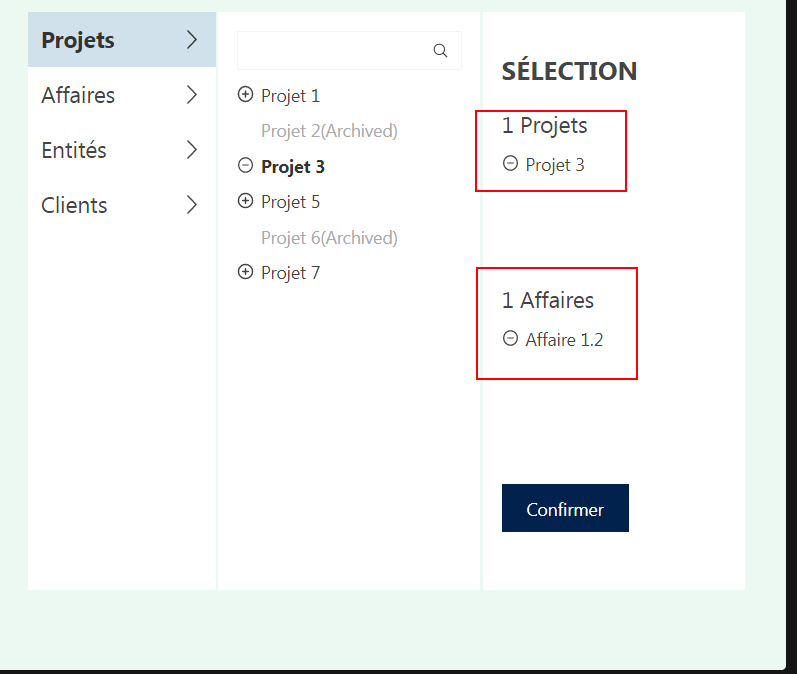 Projets
Affaires
Entités
Clients
Projet 1
Projet 2(Archived)
Projet 3
Projet 5
Projet 6(Archived)
Projet 7
SÉLECTION
1 Projets
Projet 3
1 Affaires
Affaire 1.2
Confirmer